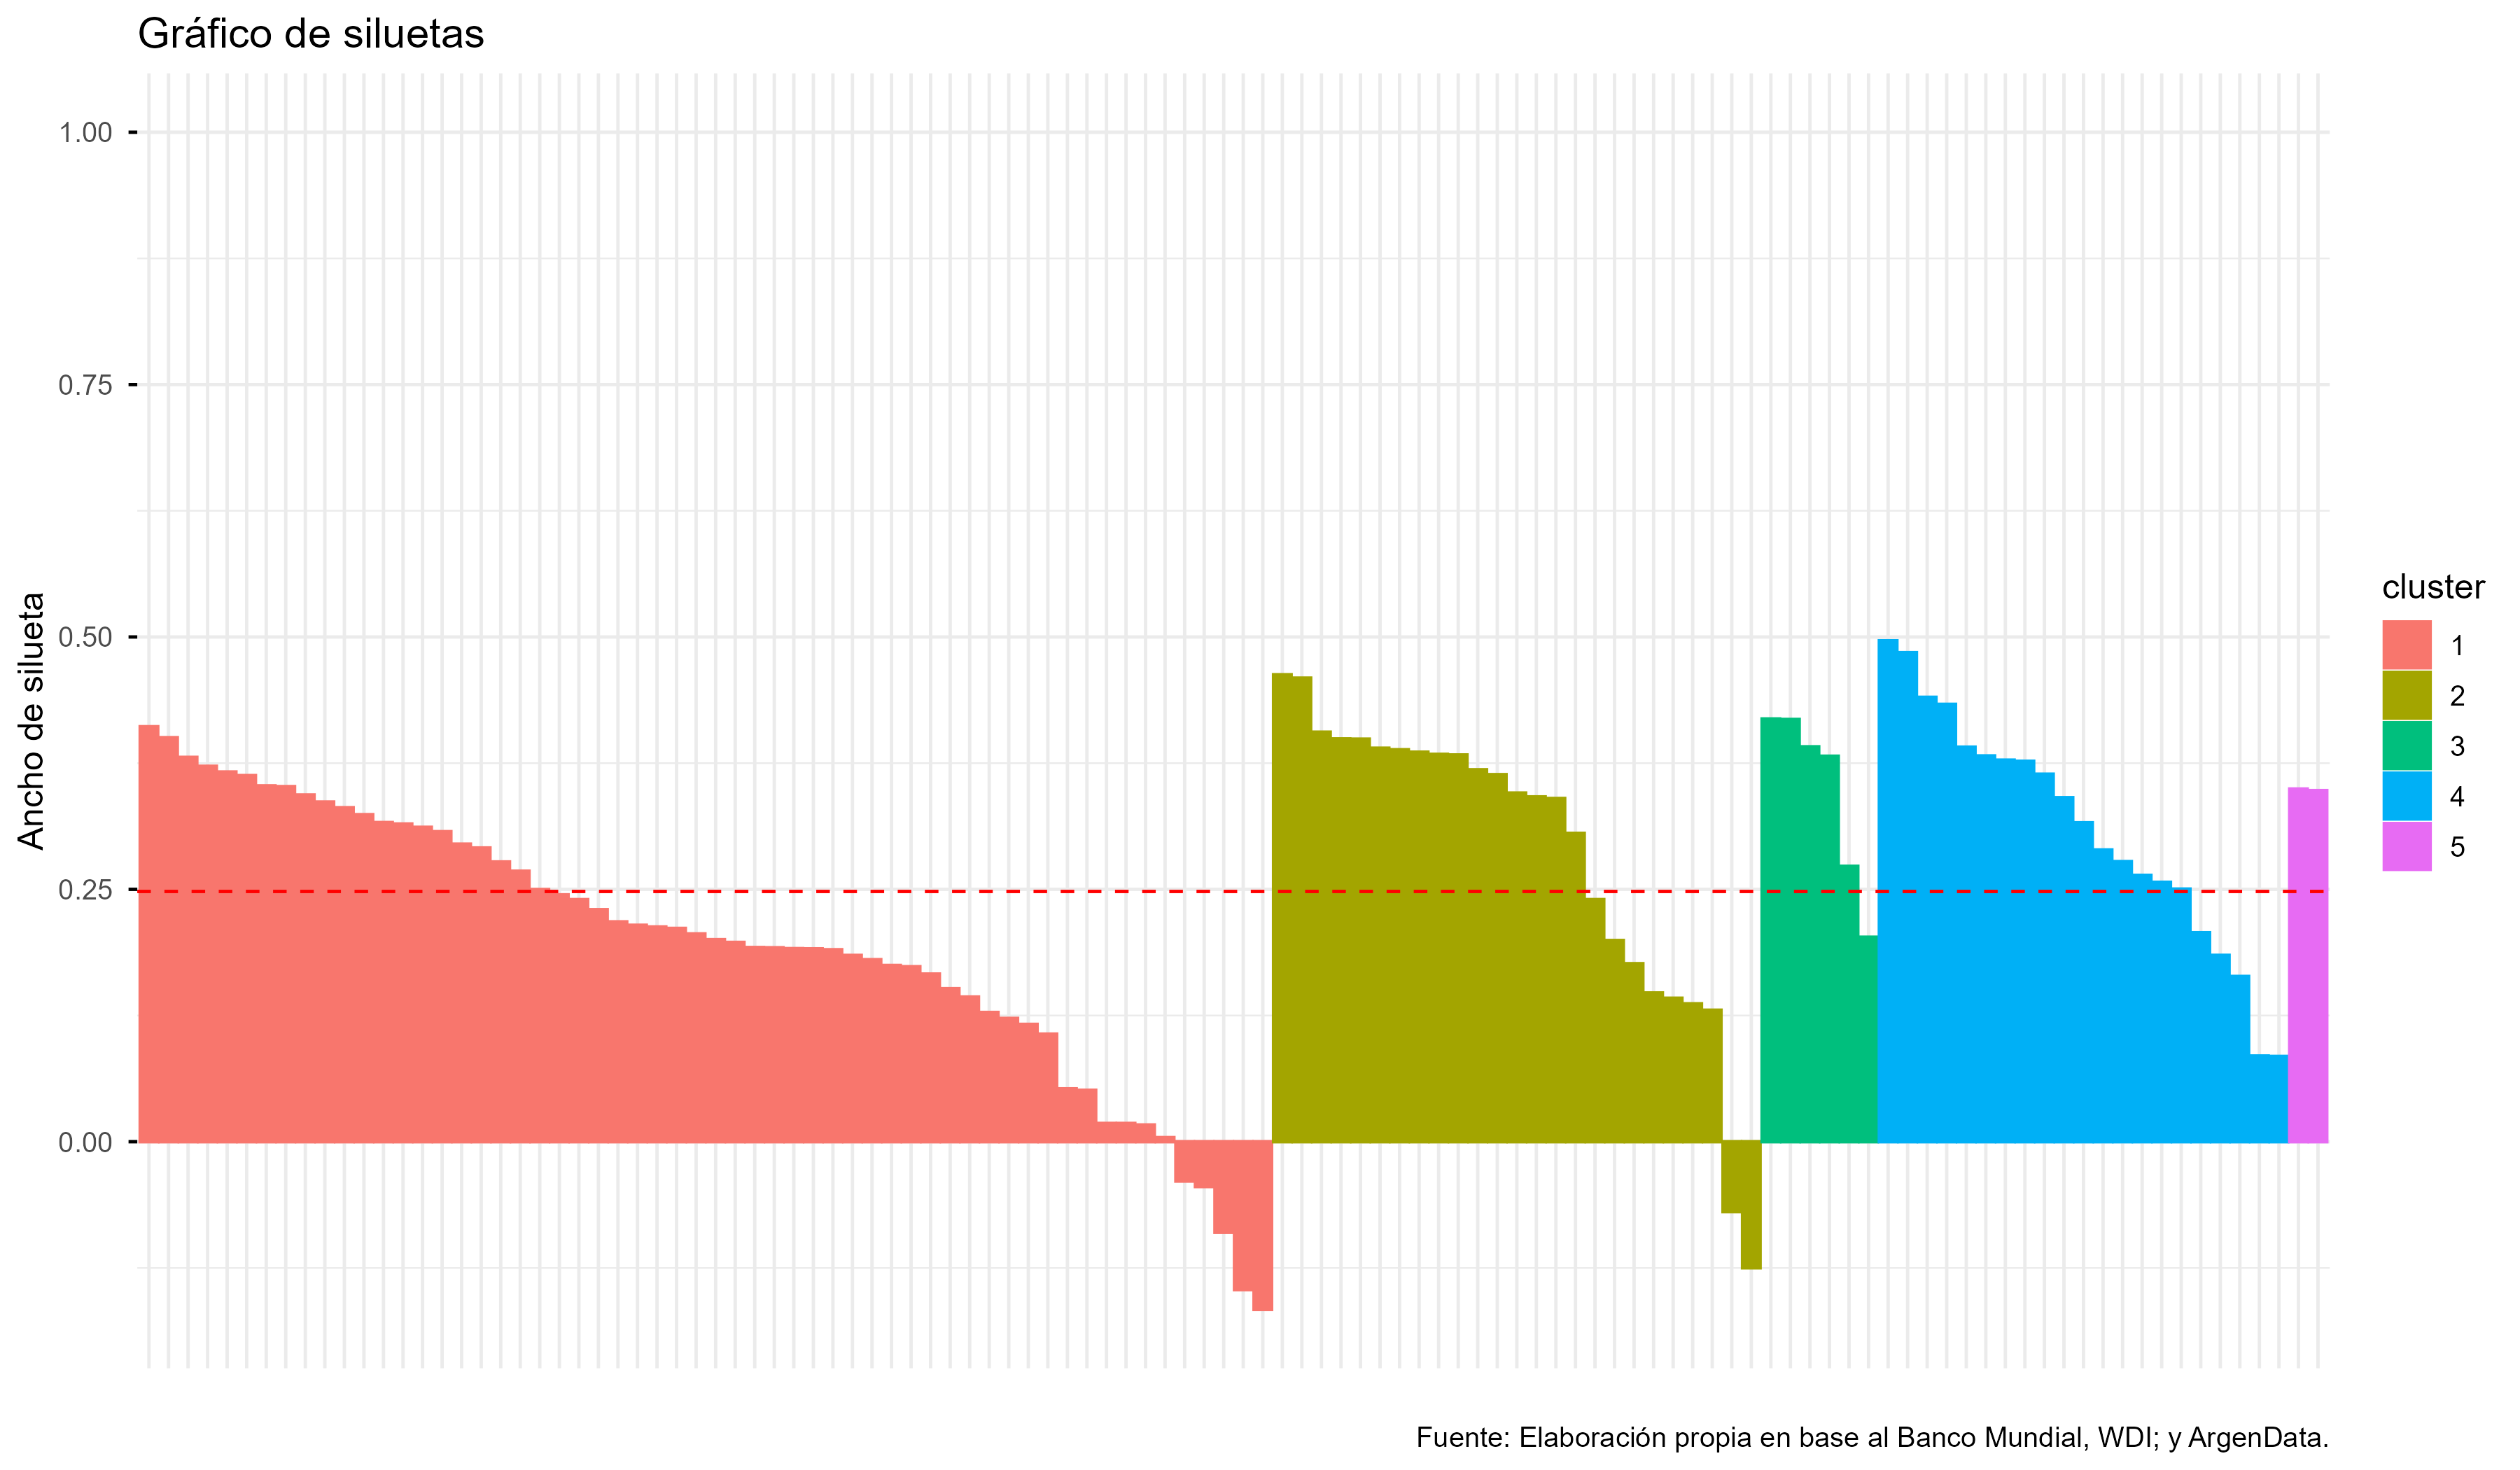 Gráfico de siluetas
1.00
0.75
0.50
0.25
0.00
Ancho de silueta
cluster
1
2
3
4
5
Fuente: Elaboración propia en base al Banco Mundial, WDI; y ArgenData.